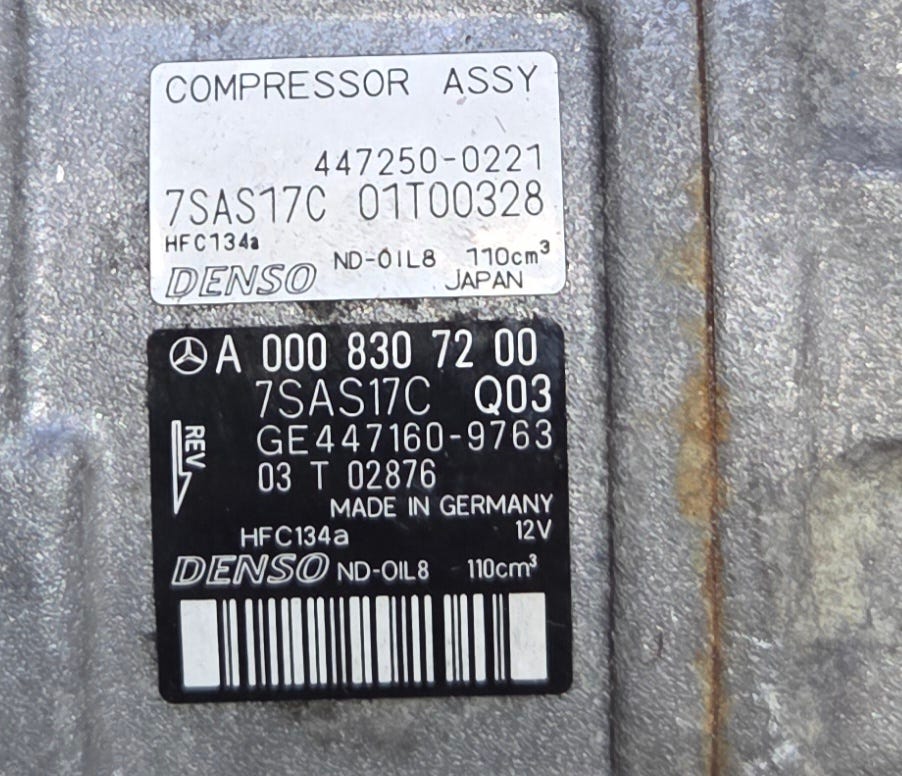 COMPRESSOR ASSY
447250-0221
7SAS17C 01T00328
HFC134a
ND-OIL8 110cm³
DENSO JAPAN
A 000 830 72 00
7SAS17C Q03
REV
GE447160-9763
03 T 02876
MADE IN GERMANY
HFC134a 12V
DENSO ND-OIL8 110cm³